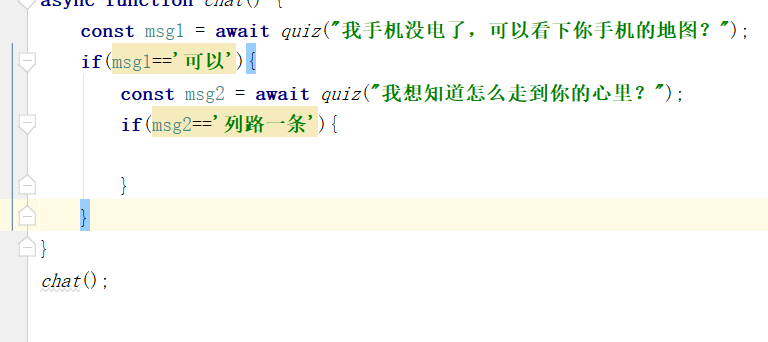 async function chat() {
const msg1 = await quiz("我手机没电了，可以看下你手机的地图？");
if(msg1=='可以'){
const msg2 = await quiz("我想知道怎么走到你的心里？");
if(msg2=='列路一条'){
}
}
}
chat();